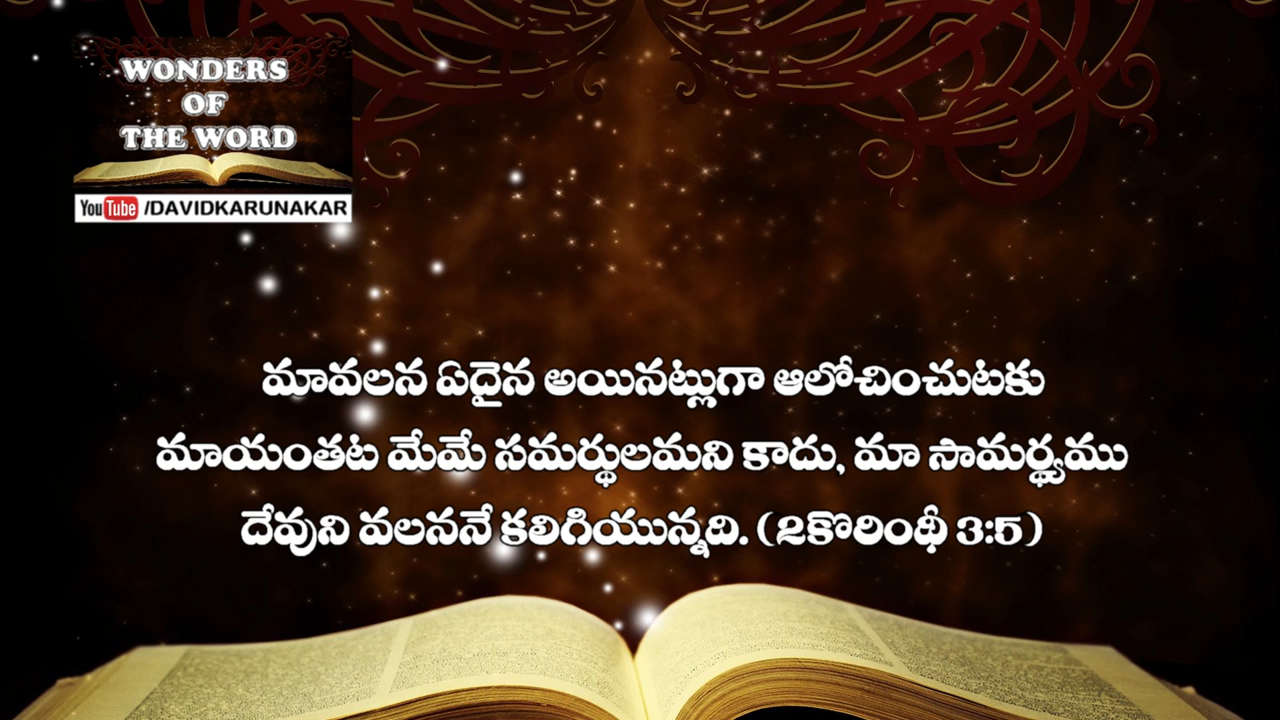 WONDERS
OF
THE WORD
YouTube /DAVIDKARUNAKAR
మావలన ఏదైన అయినట్లుగా ఆలోచించుటకు
మాయంతట మేమే సమర్థులమని కాదు, మా సామర్థ్యము
దేవుని వలననే కలిగియున్నది. (2కొరింథీ 3:5)